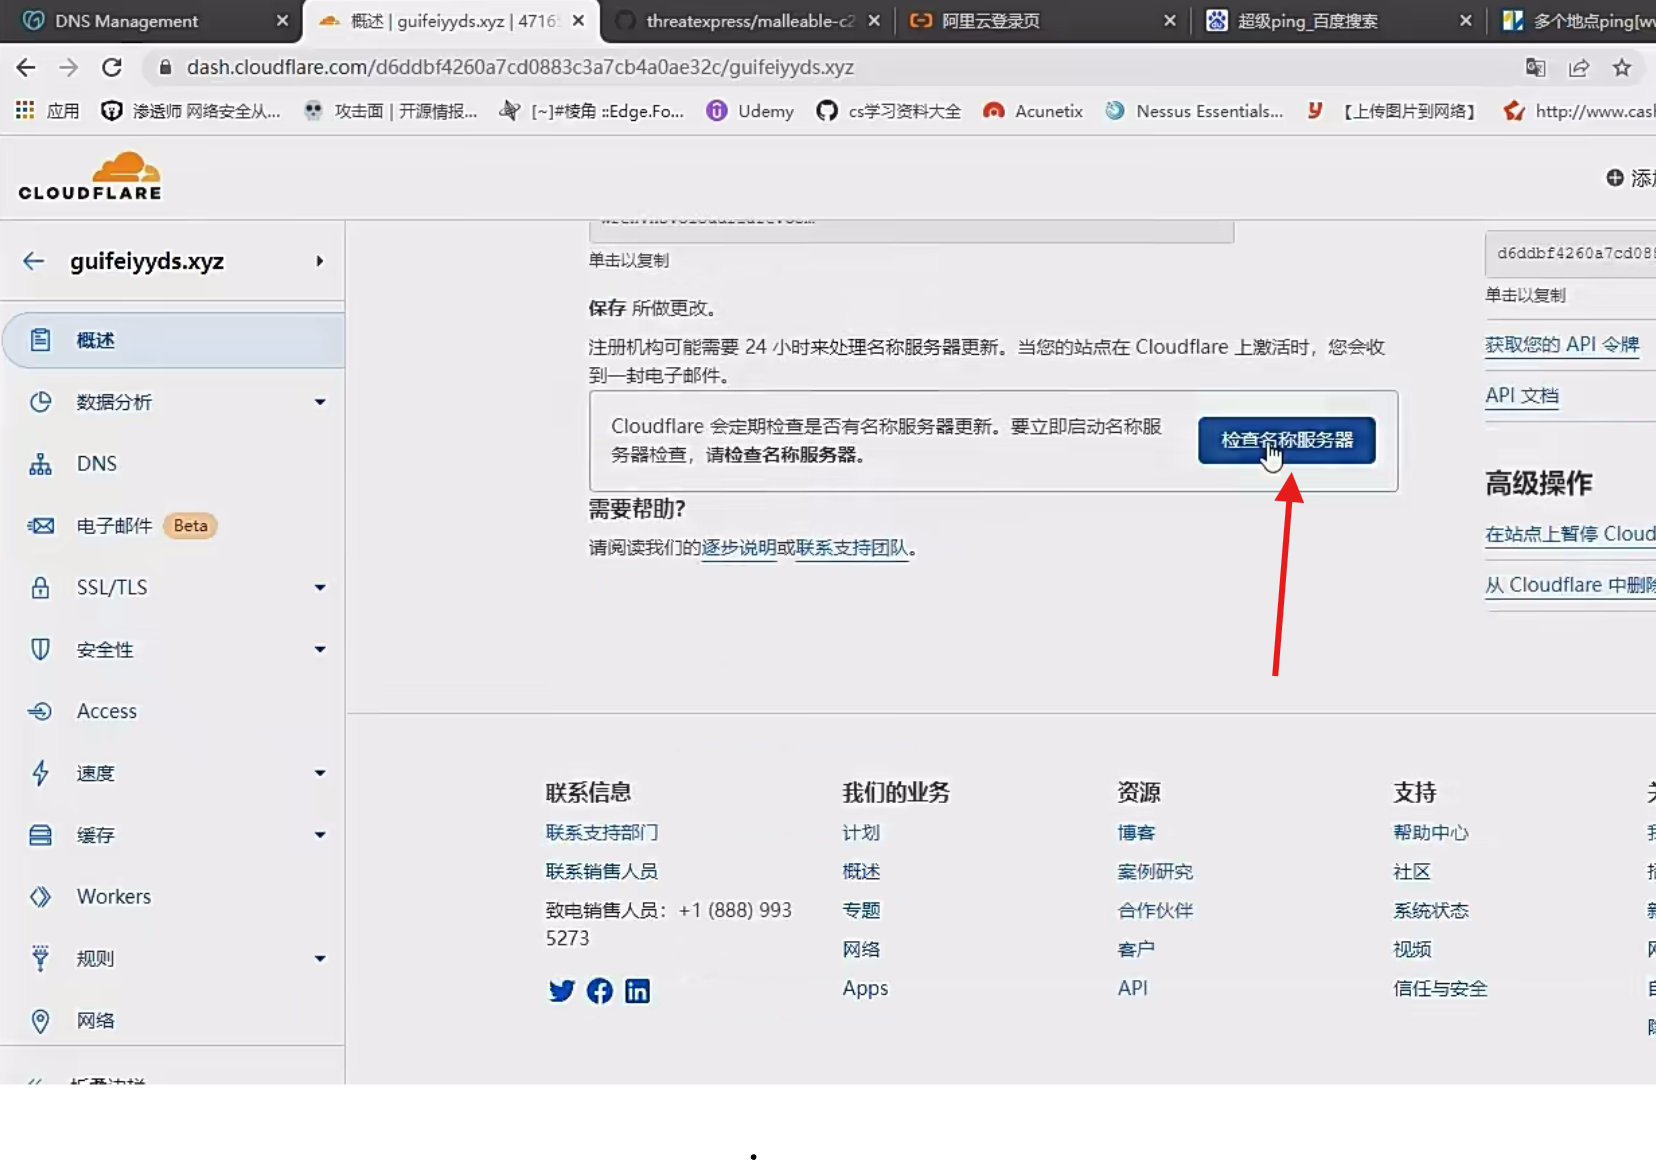 DNS Management
概述 | guifeiyyds.xyz | 4716
threatexpress/malleable-c2
阿里云登录页
超级ping_百度搜索
多个地点ping[w
dash.cloudflare.com/d6ddbf4260a7cd0883c3a7cb4a0ae32c/guifeiyyds.xyz
应用
渗透师 网络安全从...
攻击面 | 开源情报...
[~]#棱角 ::Edge.Fo...
Udemy
cs学习资料大全
Acunetix
Nessus Essentials...
【上传图片到网络】
http://www.cas
CLOUDFLARE
添
guifeiyyds.xyz
概述
数据分析
DNS
电子邮件 Beta
SSL/TLS
安全性
Access
速度
缓存
Workers
规则
网络
单击以复制
保存 所做更改。
注册机构可能需要 24 小时来处理名称服务器更新。当您的站点在 Cloudflare 上激活时，您会收
到一封电子邮件。
Cloudflare 会定期检查是否有名称服务器更新。要立即启动名称服
务器检查，请检查名称服务器。
检查名称服务器
需要帮助?
请阅读我们的逐步说明或联系支持团队。
d6ddbf4260a7cd08
单击以复制
获取您的 API 令牌
API 文档
高级操作
在站点上暂停 Cloud
从 Cloudflare 中删除
联系信息
联系支持部门
联系销售人员
致电销售人员：+1 (888) 993
5273
我们的业务
计划
概述
专题
网络
Apps
资源
博客
案例研究
合作伙伴
客户
API
支持
帮助中心
社区
系统状态
视频
信任与安全